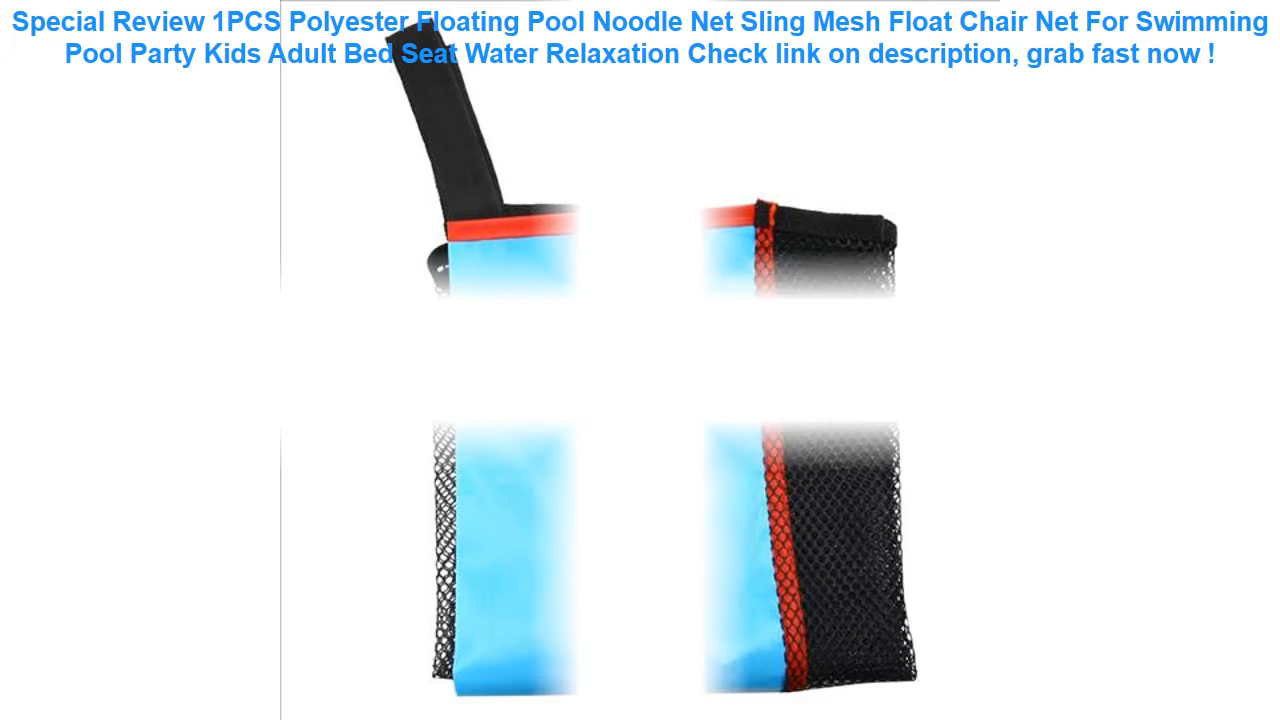 Special Review 1PCS Polyester Floating Pool Noodle Net Sling Mesh Float Chair Net For Swimming
Pool Party Kids Adult Bed Seat Water Relaxation Check link on description, grab fast now !